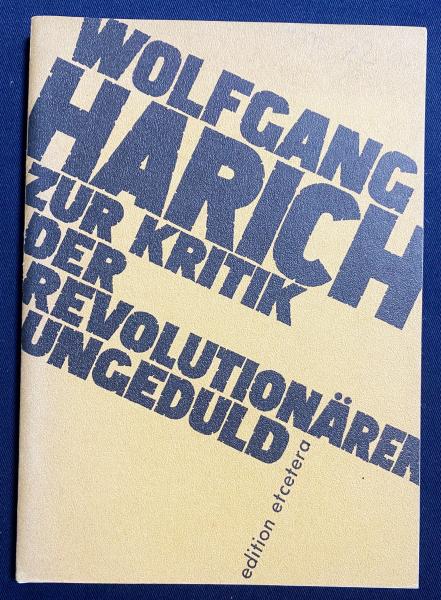 WOLFGANG
HARICH
ZUR KRITIK
DER
REVOLUTIONÄREN
UNGEDULD
edition etcetera